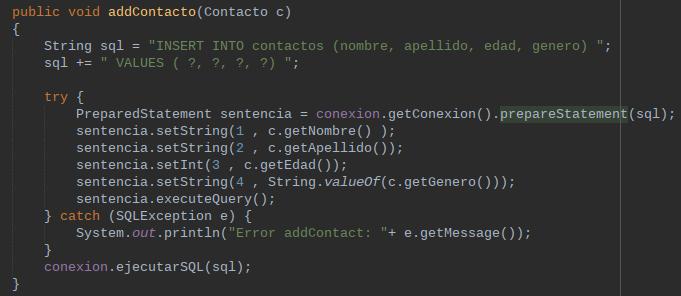 public void addContacto(Contacto c)
{
    String sql = "INSERT INTO contactos (nombre, apellido, edad, genero) ";
    sql += " VALUES ( ?, ?, ?, ?) ";

    try {
        PreparedStatement sentencia = conexion.getConexion().prepareStatement(sql);
        sentencia.setString(1 , c.getNombre() );
        sentencia.setString(2 , c.getApellido());
        sentencia.setInt(3 , c.getEdad());
        sentencia.setString(4 , String.valueOf(c.getGenero()));
        sentencia.executeQuery();
    } catch (SQLException e) {
        System.out.println("Error addContact: "+ e.getMessage());
    }
    conexion.ejecutarSQL(sql);
}